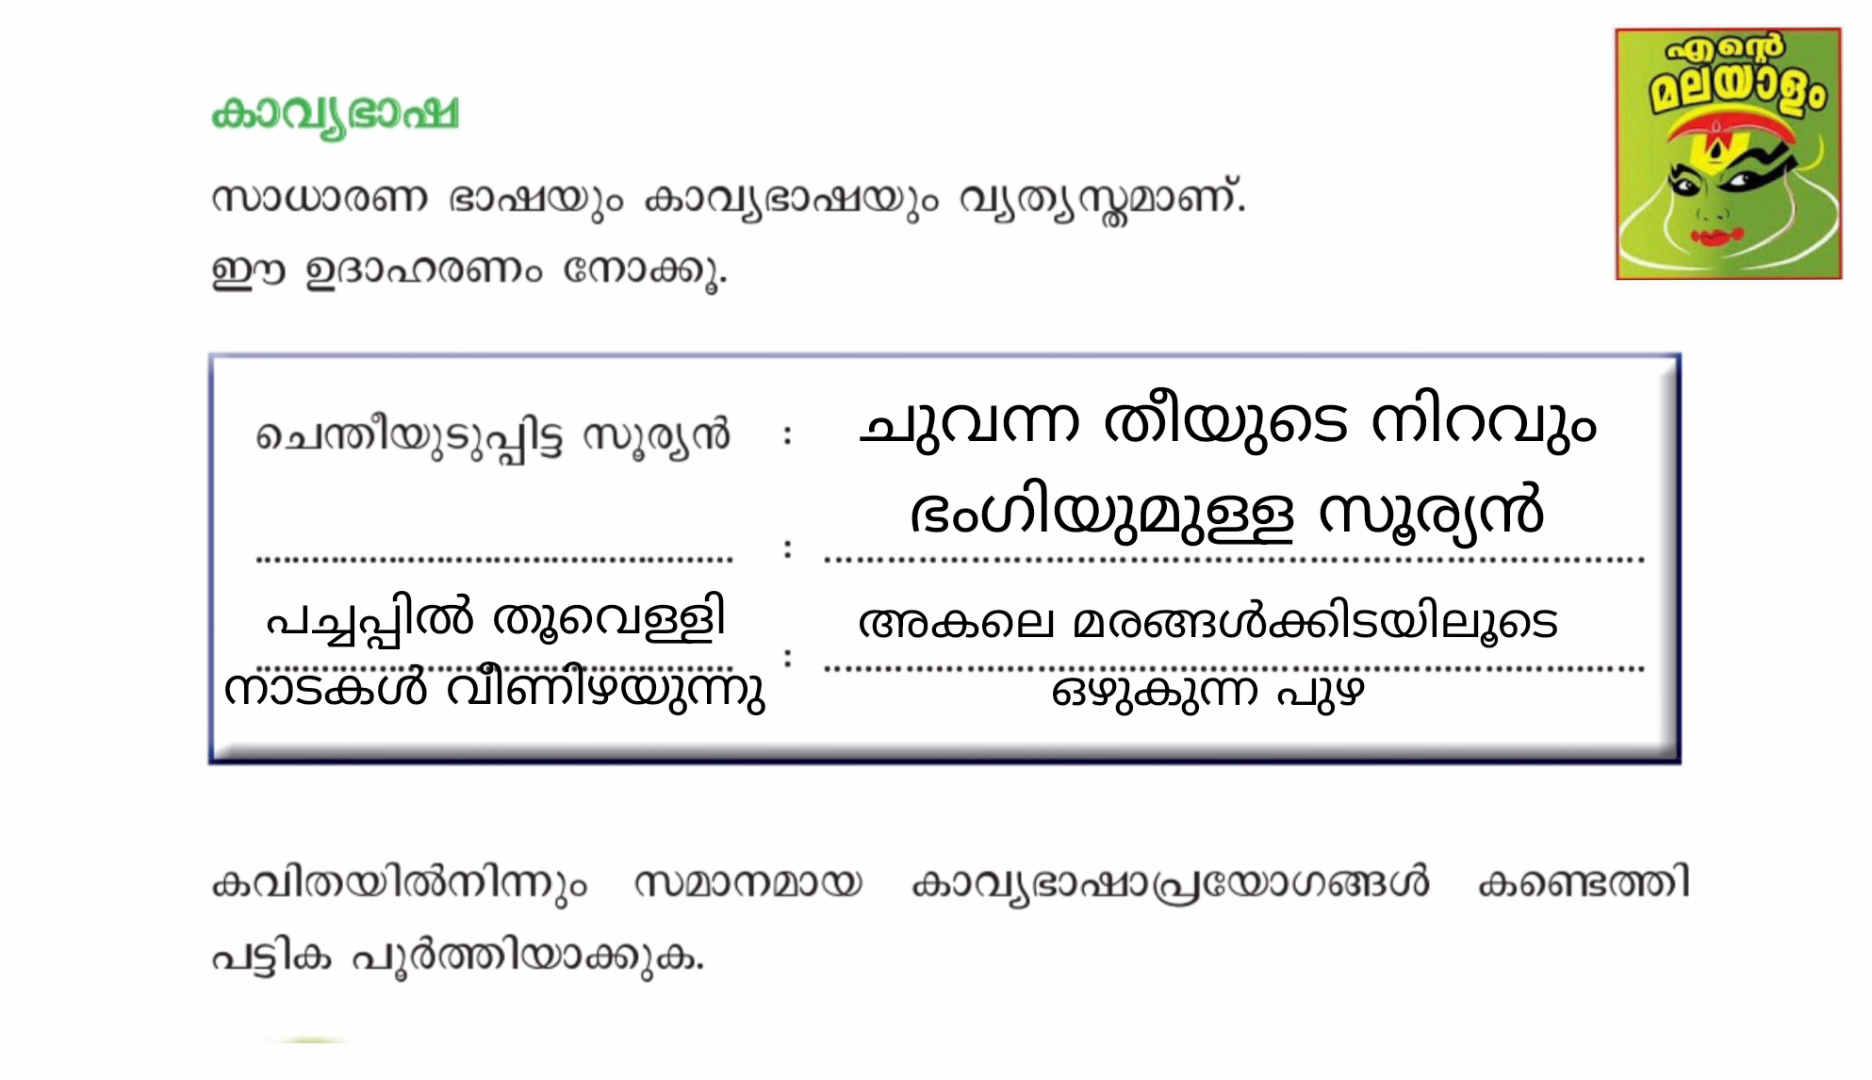 എന്റെ
മലയാളം
കാവ്യഭാഷ
സാധാരണ ഭാഷയും കാവ്യഭാഷയും വ്യത്യസ്തമാണ്.
ഈ ഉദാഹരണം നോക്കൂ.
ചെന്തീയുടുപ്പിട്ട സൂര്യൻ : ചുവന്ന തീയുടെ നിറവും
ഭംഗിയുമുള്ള സൂര്യൻ
:
പച്ചപ്പിൽ തൂവെള്ളി : അകലെ മരങ്ങൾക്കിടയിലൂടെ
നാടകൾ വീണിഴയുന്നു ഒഴുകുന്ന പുഴ
കവിതയിൽനിന്നും സമാനമായ കാവ്യഭാഷാപ്രയോഗങ്ങൾ കണ്ടെത്തി
പട്ടിക പൂർത്തിയാക്കുക.